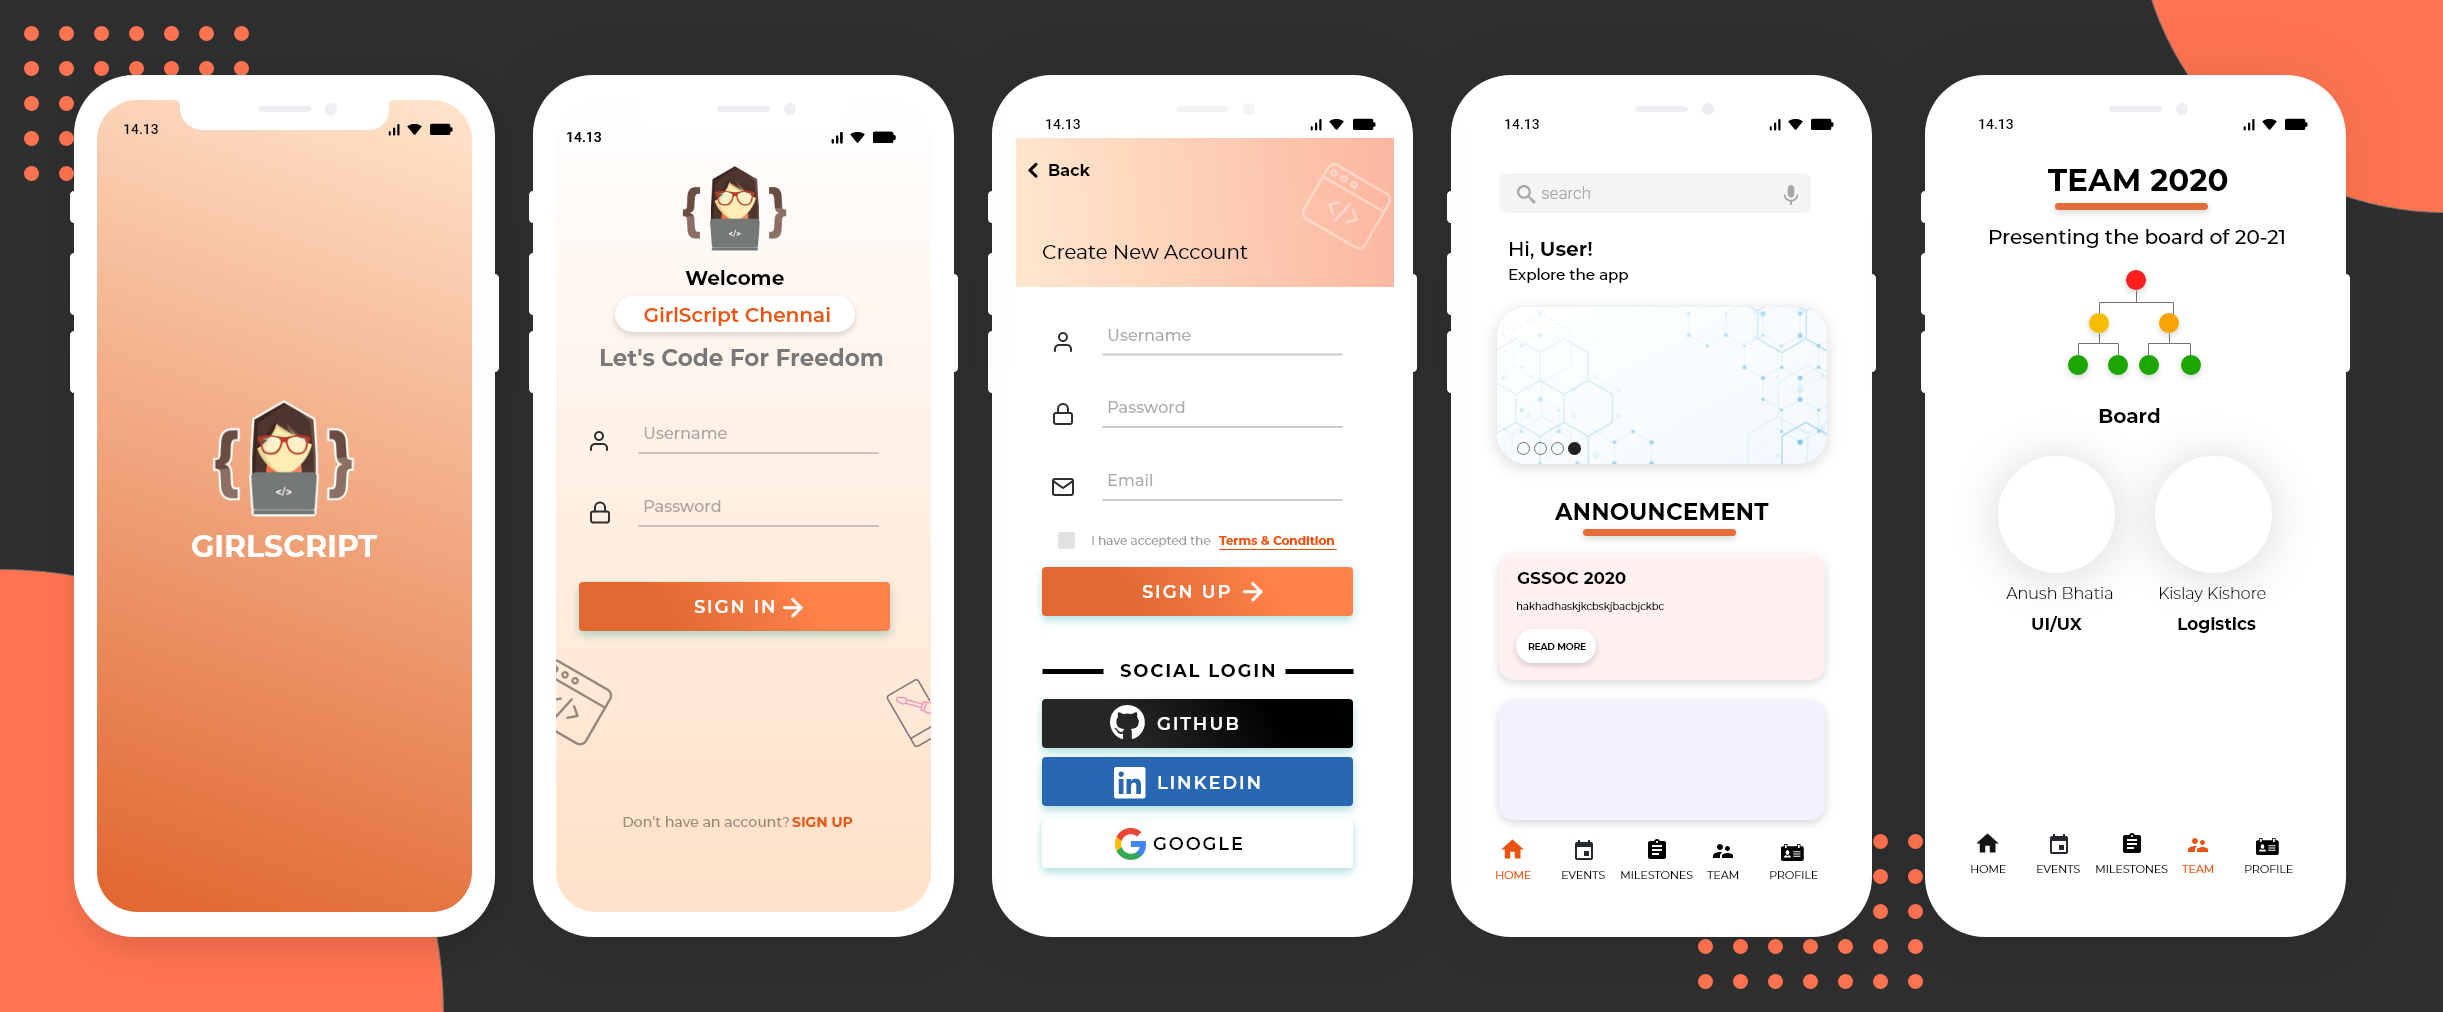 14.13
</>
GIRLSCRIPT
14.13
</>
Welcome
GirlScript Chennai
Let's Code For Freedom
Username
Password
SIGN IN
</>
Don't have an account? SIGN UP
14.13
Back
</>
Create New Account
Username
Password
Email
I have accepted the Terms & Condition
SIGN UP
SOCIAL LOGIN
GITHUB
in LINKEDIN
G GOOGLE
14.13
search
Hi, User!
Explore the app
ANNOUNCEMENT
GSSOC 2020
hakhadhaskjkcbskjbacbjckbc
READ MORE
HOME EVENTS MILESTONES TEAM PROFILE
14.13
TEAM 2020
Presenting the board of 20-21
Board
Anush Bhatia Kislay Kishore
UI/UX Logistics
HOME EVENTS MILESTONES TEAM PROFILE